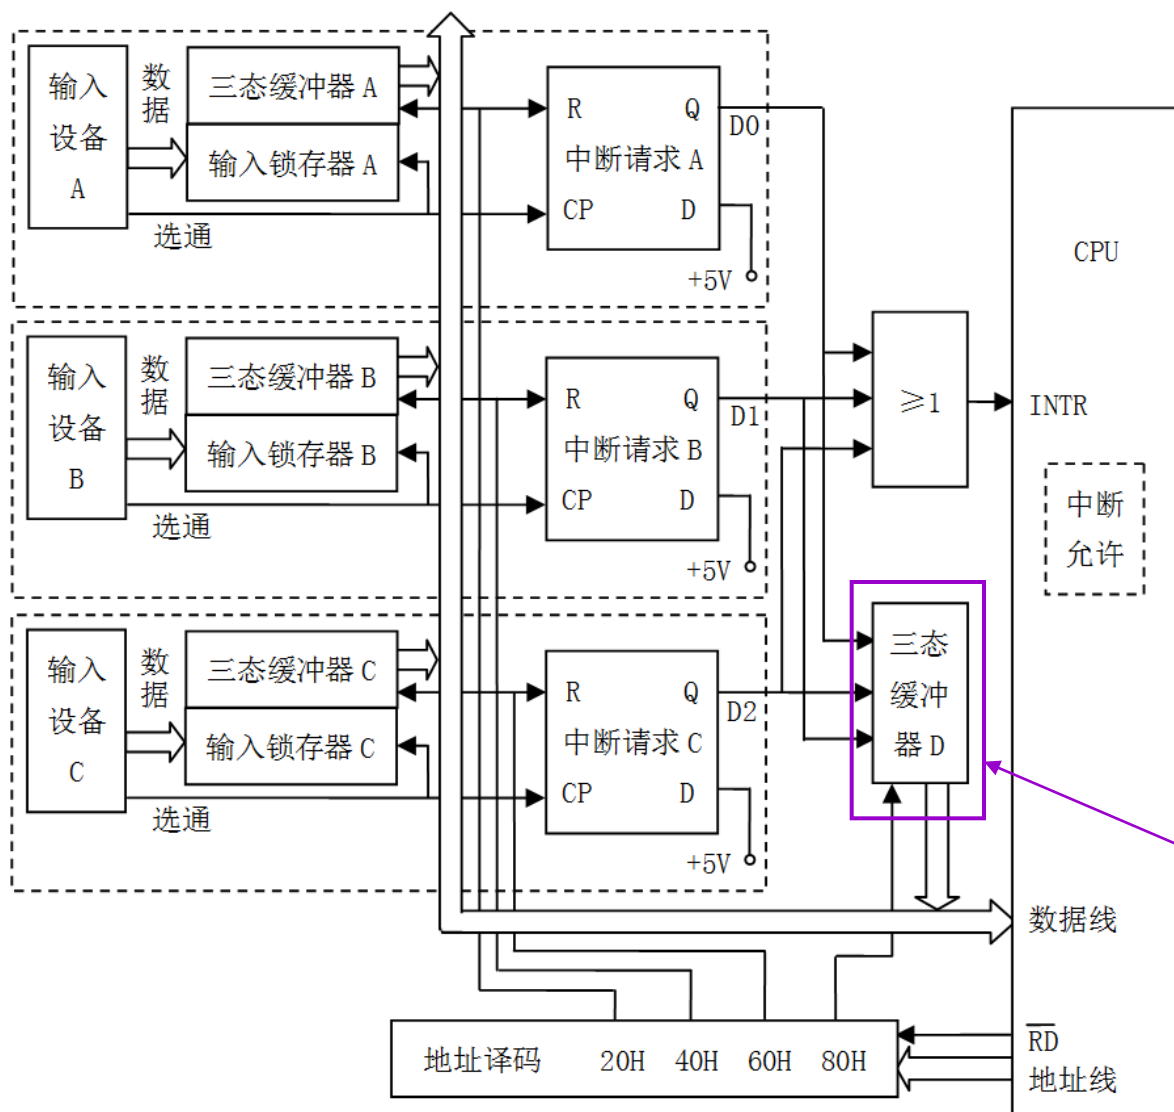 输入
设备
A
数据
三态缓冲器 A
输入锁存器 A
选通
R
Q
中断请求 A
CP
D
+5V
D0
输入
设备
B
数据
三态缓冲器 B
输入锁存器 B
选通
R
Q
中断请求 B
CP
D
+5V
D1
输入
设备
C
数据
三态缓冲器 C
输入锁存器 C
选通
R
Q
中断请求 C
CP
D
+5V
D2
≥1
三态
缓冲
器 D
CPU
INTR
中断
允许
数据线
R̅D̅
地址线
地址译码 20H 40H 60H 80H